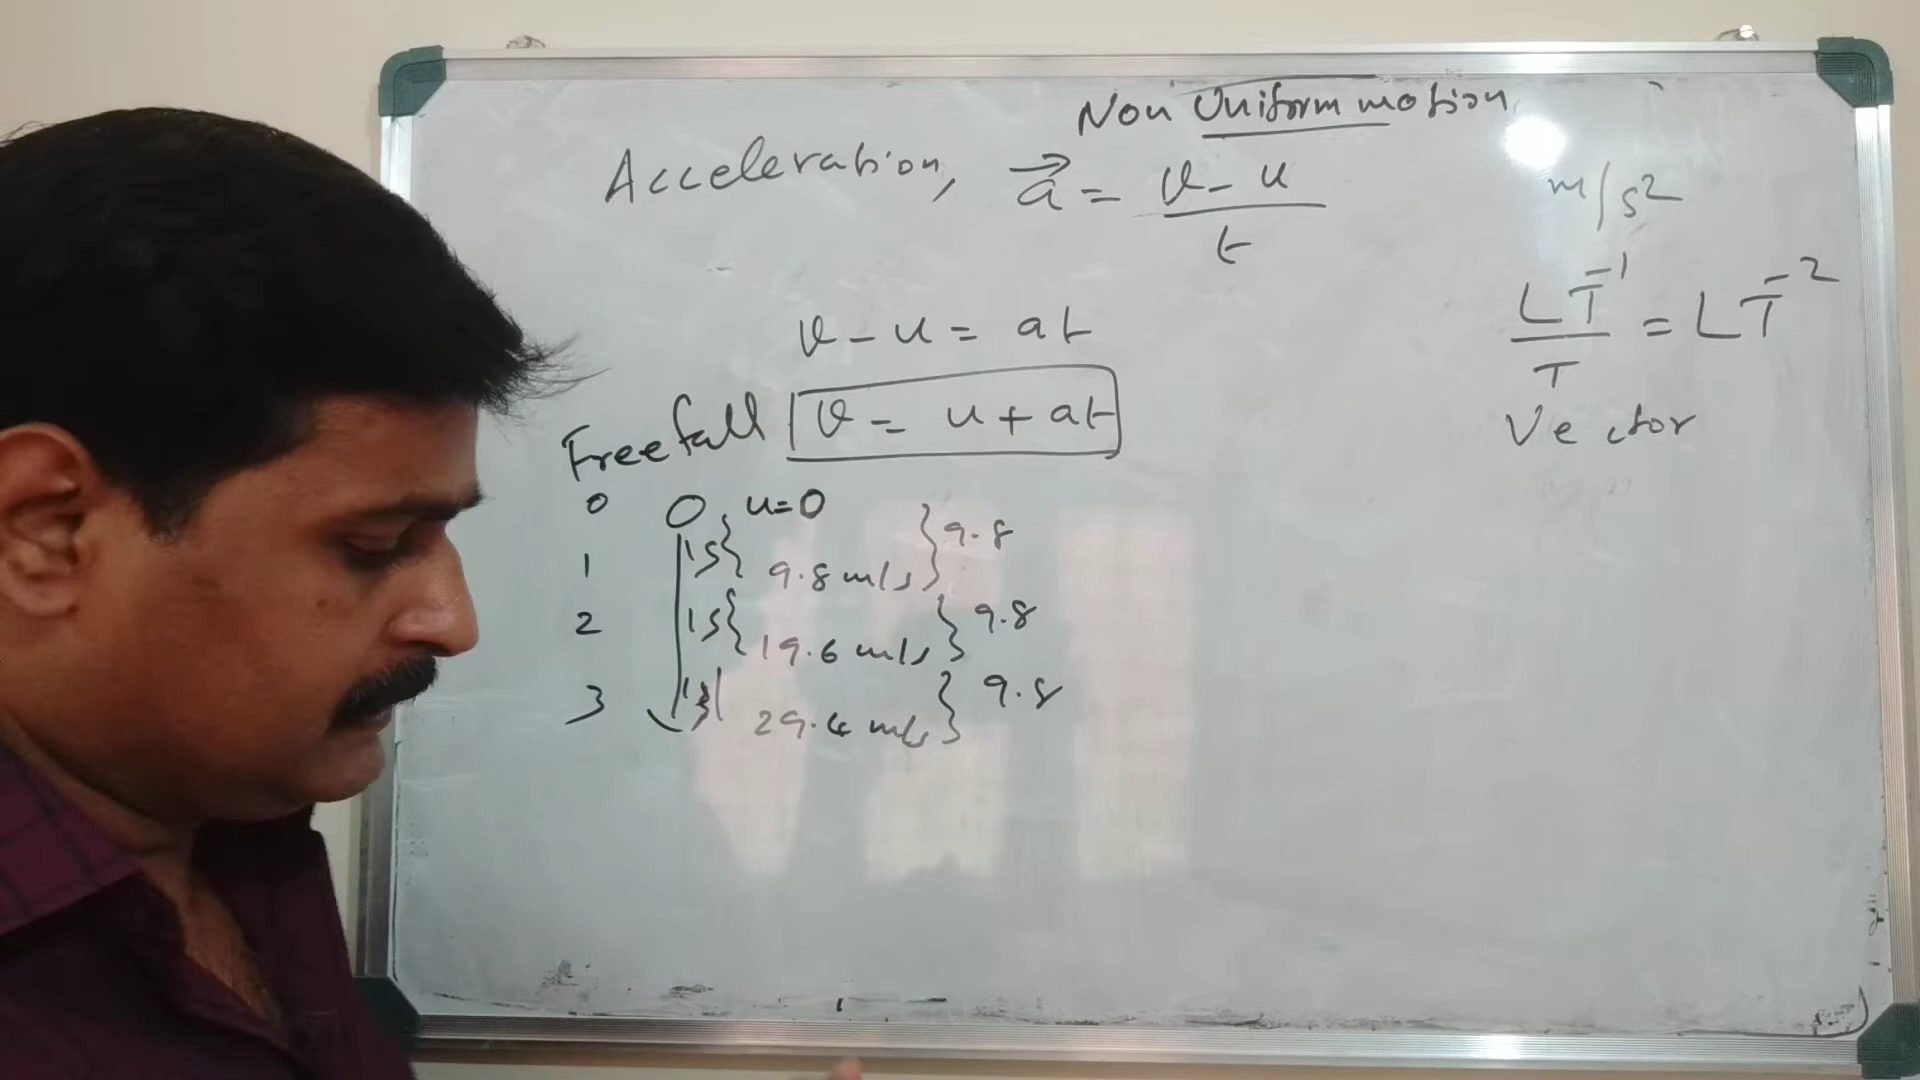 Non Uniform motion
Acceleration, a⃗ = v - u / t
m/s²
LT⁻¹ / T = LT⁻²
Vector
v - u = at
Freefall v = u + at
0 u=0
1 1s 9.8 m/s 9.8
2 1s 19.6 m/s 9.8
3 1s 29.4 m/s 9.8